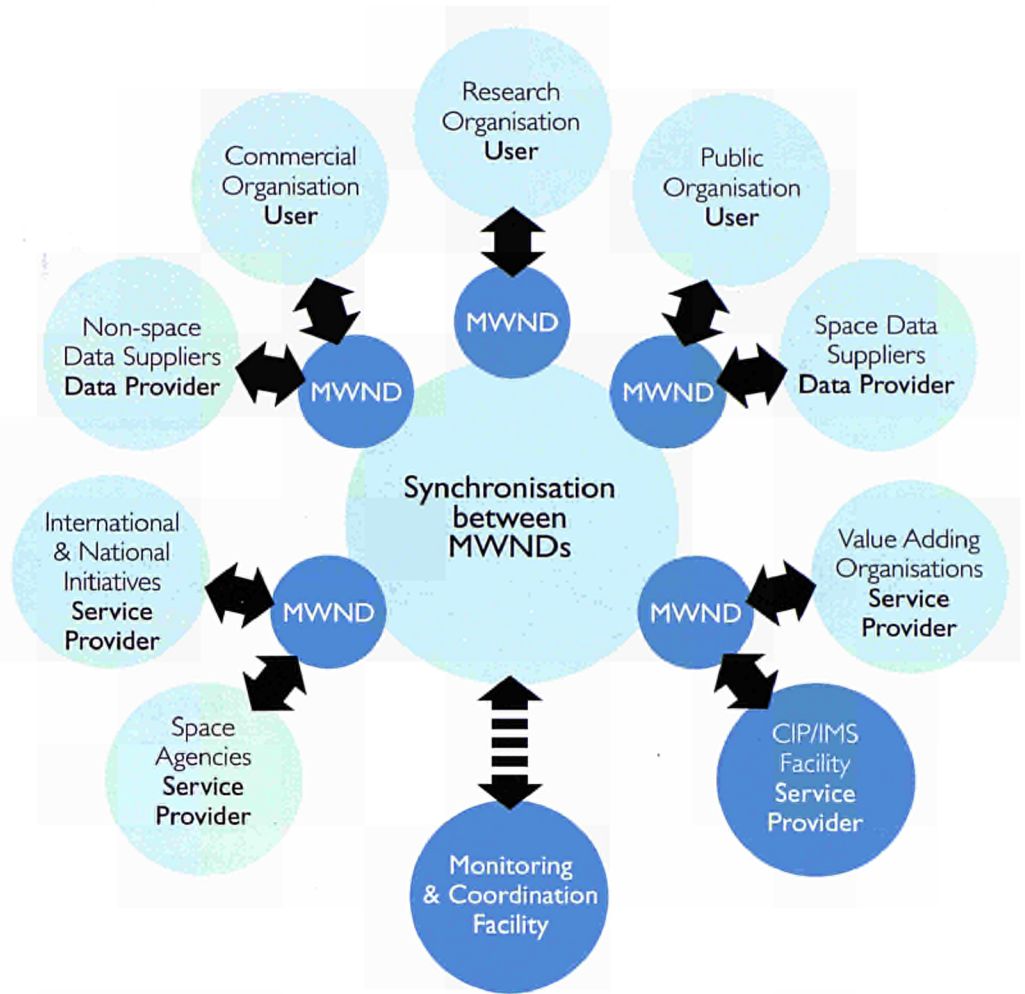 Research
Organisation
User
Commercial
Organisation
User
Public
Organisation
User
MWND
Non-space
Data Suppliers
Data Provider
MWND
MWND
Space Data
Suppliers
Data Provider
Synchronisation
between
MWNDs
International
& National
Initiatives
Service
Provider
MWND
MWND
Value Adding
Organisations
Service
Provider
Space
Agencies
Service
Provider
CIP/IMS
Facility
Service
Provider
Monitoring
& Coordination
Facility